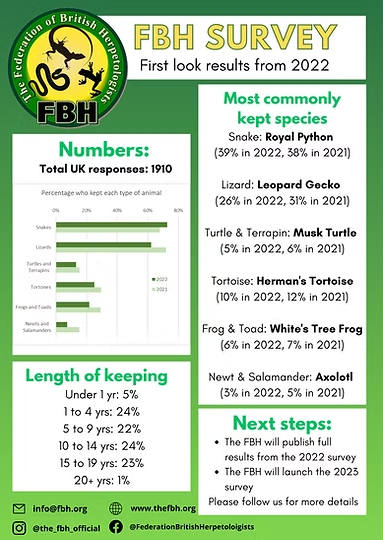 The Federation of British Herpetologists
FBH
FBH SURVEY
First look results from 2022
Numbers:
Total UK responses: 1910
Percentage who kept each type of animal
0% 20% 40% 60% 80%
Snakes
Lizards
Turtles and
Terrapins
Tortoises
Frogs and Toads
Newts and
Salamanders
2022
2021
0% 20% 40% 60% 80%
Length of keeping
Under 1 yr: 5%
1 to 4 yrs: 24%
5 to 9 yrs: 22%
10 to 14 yrs: 24%
15 to 19 yrs: 23%
20+ yrs: 1%
Most commonly
kept species
Snake: Royal Python
(39% in 2022, 38% in 2021)
Lizard: Leopard Gecko
(26% in 2022, 31% in 2021)
Turtle & Terrapin: Musk Turtle
(5% in 2022, 6% in 2021)
Tortoise: Herman's Tortoise
(10% in 2022, 12% in 2021)
Frog & Toad: White's Tree Frog
(6% in 2022, 7% in 2021)
Newt & Salamander: Axolotl
(3% in 2022, 5% in 2021)
Next steps:
• The FBH will publish full
results from the 2022 survey
• The FBH will launch the 2023
survey
Please follow us for more details
info@fbh.org
www.thefbh.org
@the_fbh_official
@FederationBritishHerpetologists